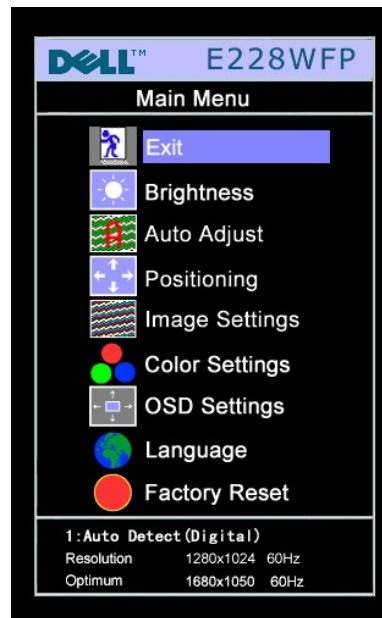 DELL™ E228WFP
Main Menu
Exit
Brightness
A Auto Adjust
Positioning
Image Settings
Color Settings
OSD Settings
Language
Factory Reset
1:Auto Detect(Digital)
Resolution 1280x1024 60Hz
Optimum 1680x1050 60Hz